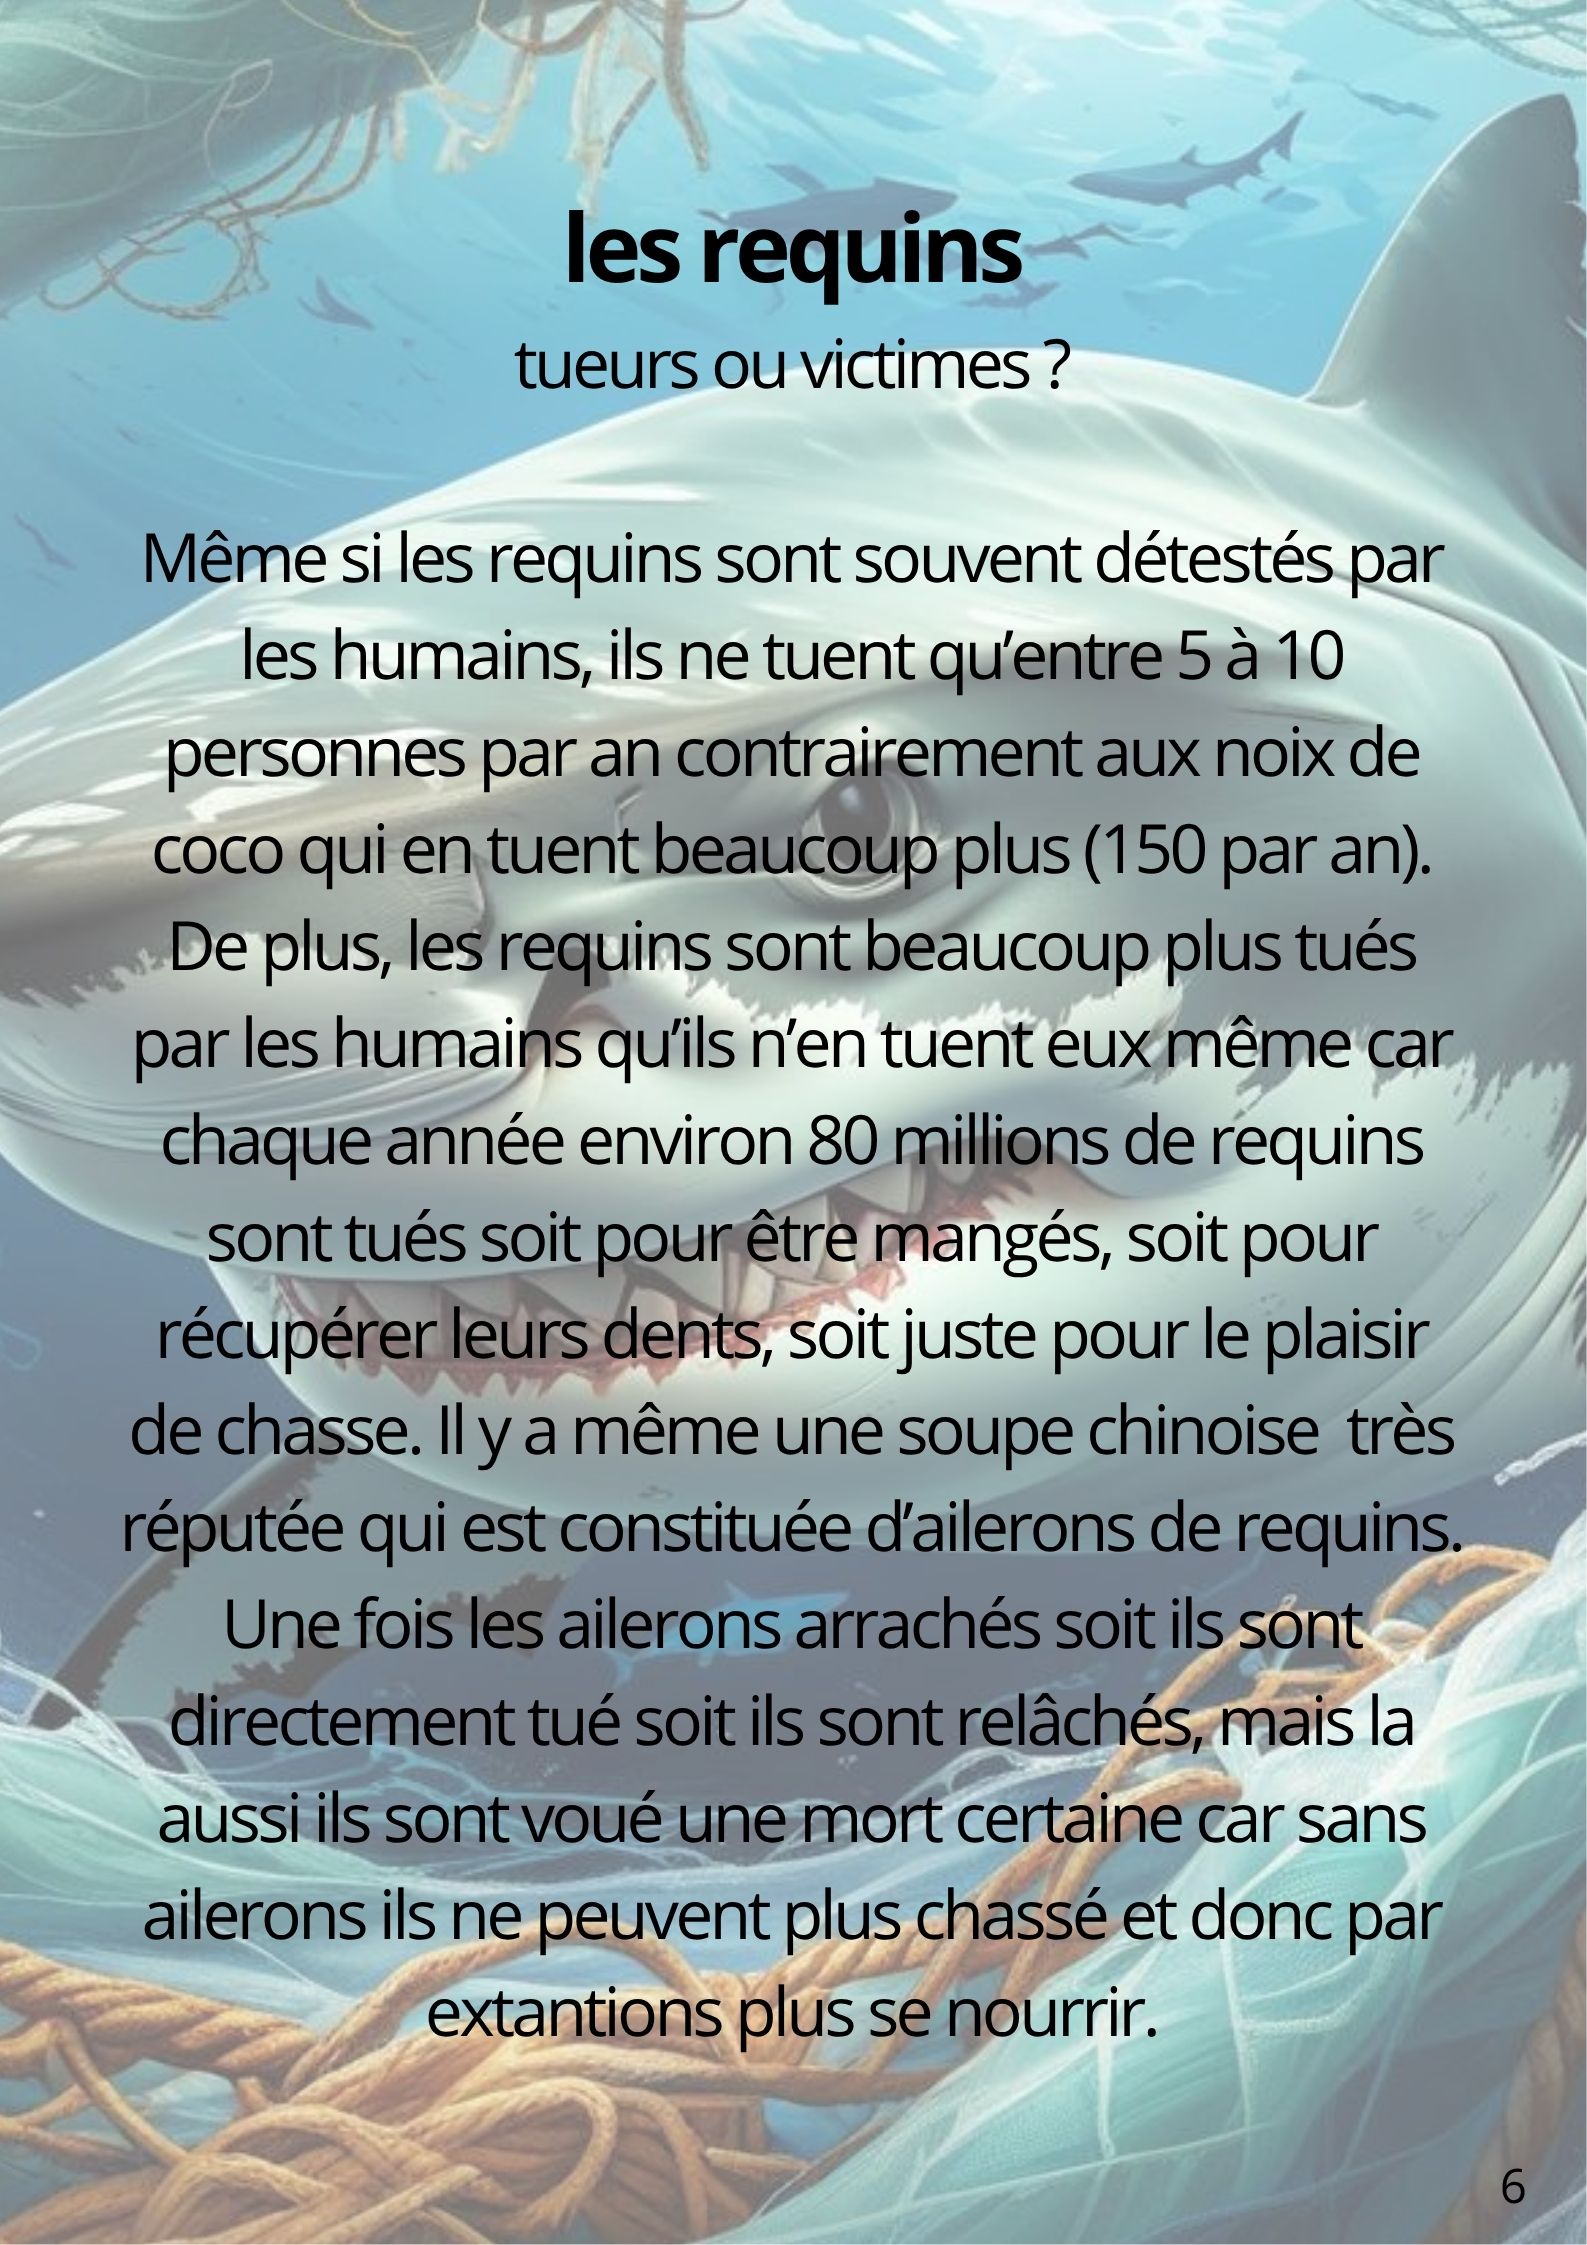 les requins
tueurs ou victimes ?
Même si les requins sont souvent détestés par
les humains, ils ne tuent qu’entre 5 à 10
personnes par an contrairement aux noix de
coco qui en tuent beaucoup plus (150 par an).
De plus, les requins sont beaucoup plus tués
par les humains qu’ils n’en tuent eux même car
chaque année environ 80 millions de requins
sont tués soit pour être mangés, soit pour
récupérer leurs dents, soit juste pour le plaisir
de chasse. Il y a même une soupe chinoise  très
réputée qui est constituée d’ailerons de requins.
Une fois les ailerons arrachés soit ils sont
directement tué soit ils sont relâchés, mais la
aussi ils sont voué une mort certaine car sans
ailerons ils ne peuvent plus chassé et donc par
extantions plus se nourrir.
6